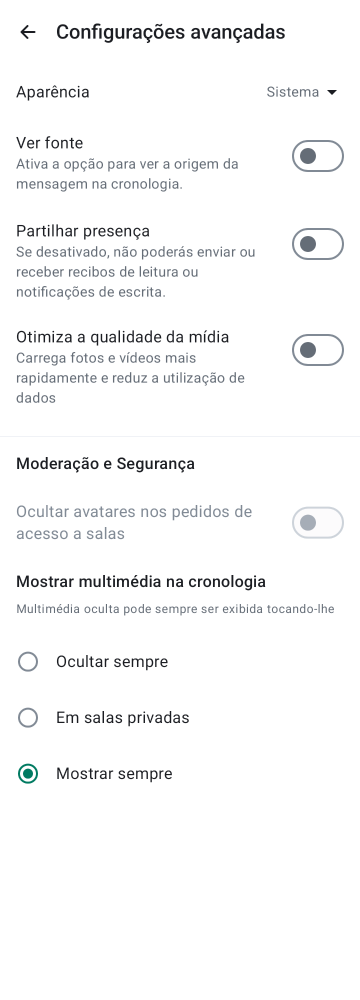 Configurações avançadas
Aparência
Sistema
Ver fonte
Ativa a opção para ver a origem da
mensagem na cronologia.
Partilhar presença
Se desativado, não poderás enviar ou
receber recibos de leitura ou
notificações de escrita.
Otimiza a qualidade da mídia
Carrega fotos e vídeos mais
rapidamente e reduz a utilização de
dados
Moderação e Segurança
Ocultar avatares nos pedidos de
acesso a salas
Mostrar multimédia na cronologia
Multimédia oculta pode sempre ser exibida tocando-lhe
Ocultar sempre
Em salas privadas
Mostrar sempre